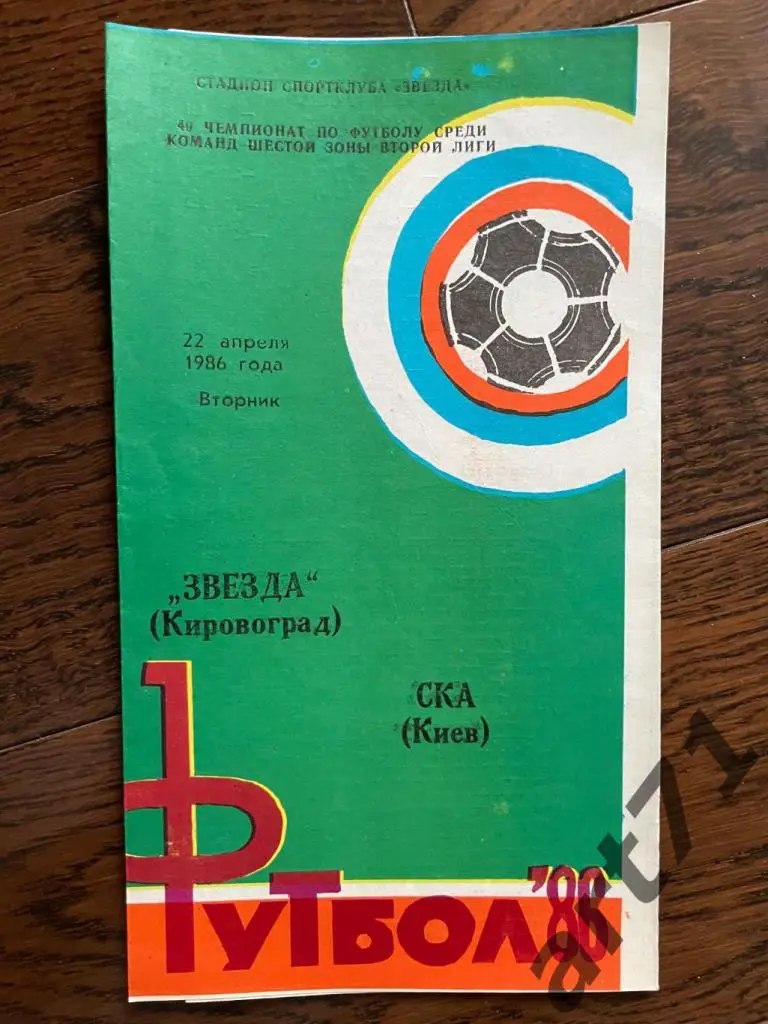 СТАДИОН СПОРТКЛУБА «ЗВЕЗДА»
49 ЧЕМПИОНАТ ПО ФУТБОЛУ СРЕДИ
КОМАНД ШЕСТОЙ ЗОНЫ ВТОРОЙ ЛИГИ
22 апреля
1986 года
Вторник
„ЗВЕЗДА“
(Кировоград)
СКА
(Киев)
ФУТБОЛ'86
art71